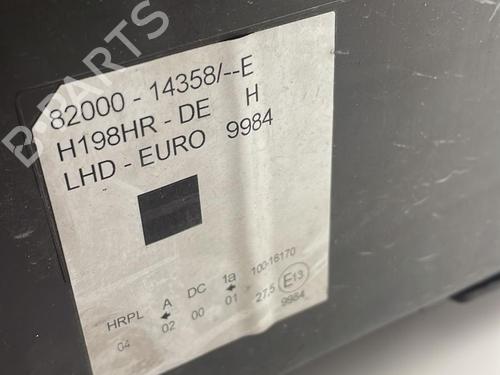 B-PARTS
82000 - 14358/--E
H198HR - DE H
LHD - EURO 9984
HRPL A DC 1a 100-16170
04 02 00 01 27.5 E13
9984